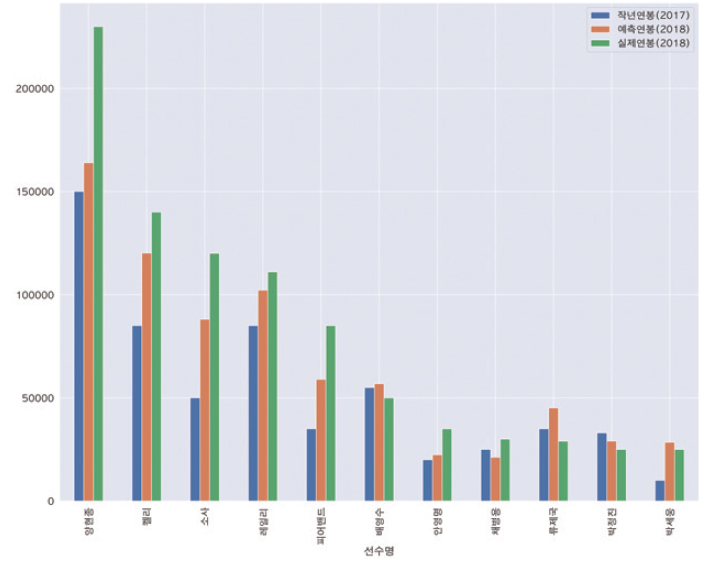 작년연봉(2017)
예측연봉(2018)
실제연봉(2018)
200000
150000
100000
50000
0
양현종
켈리
소사
레일리
피어밴드
배영수
안영명
채병용
류제국
박정진
박세웅
선수명